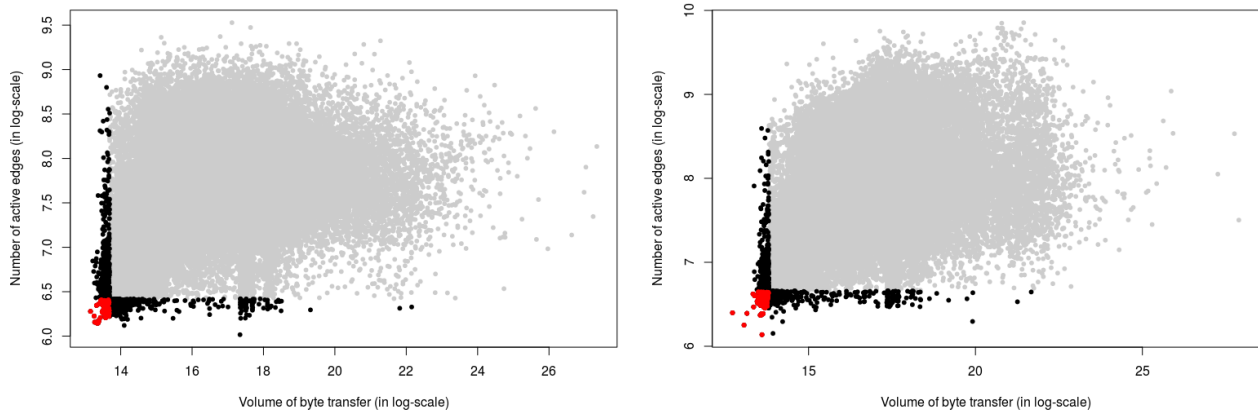 Number of active edges (in log-scale)
9.5
9.0
8.5
8.0
7.5
7.0
6.5
6.0
14 16 18 20 22 24 26
Volume of byte transfer (in log-scale)
Number of active edges (in log-scale)
10
9
8
7
6
15 20 25
Volume of byte transfer (in log-scale)